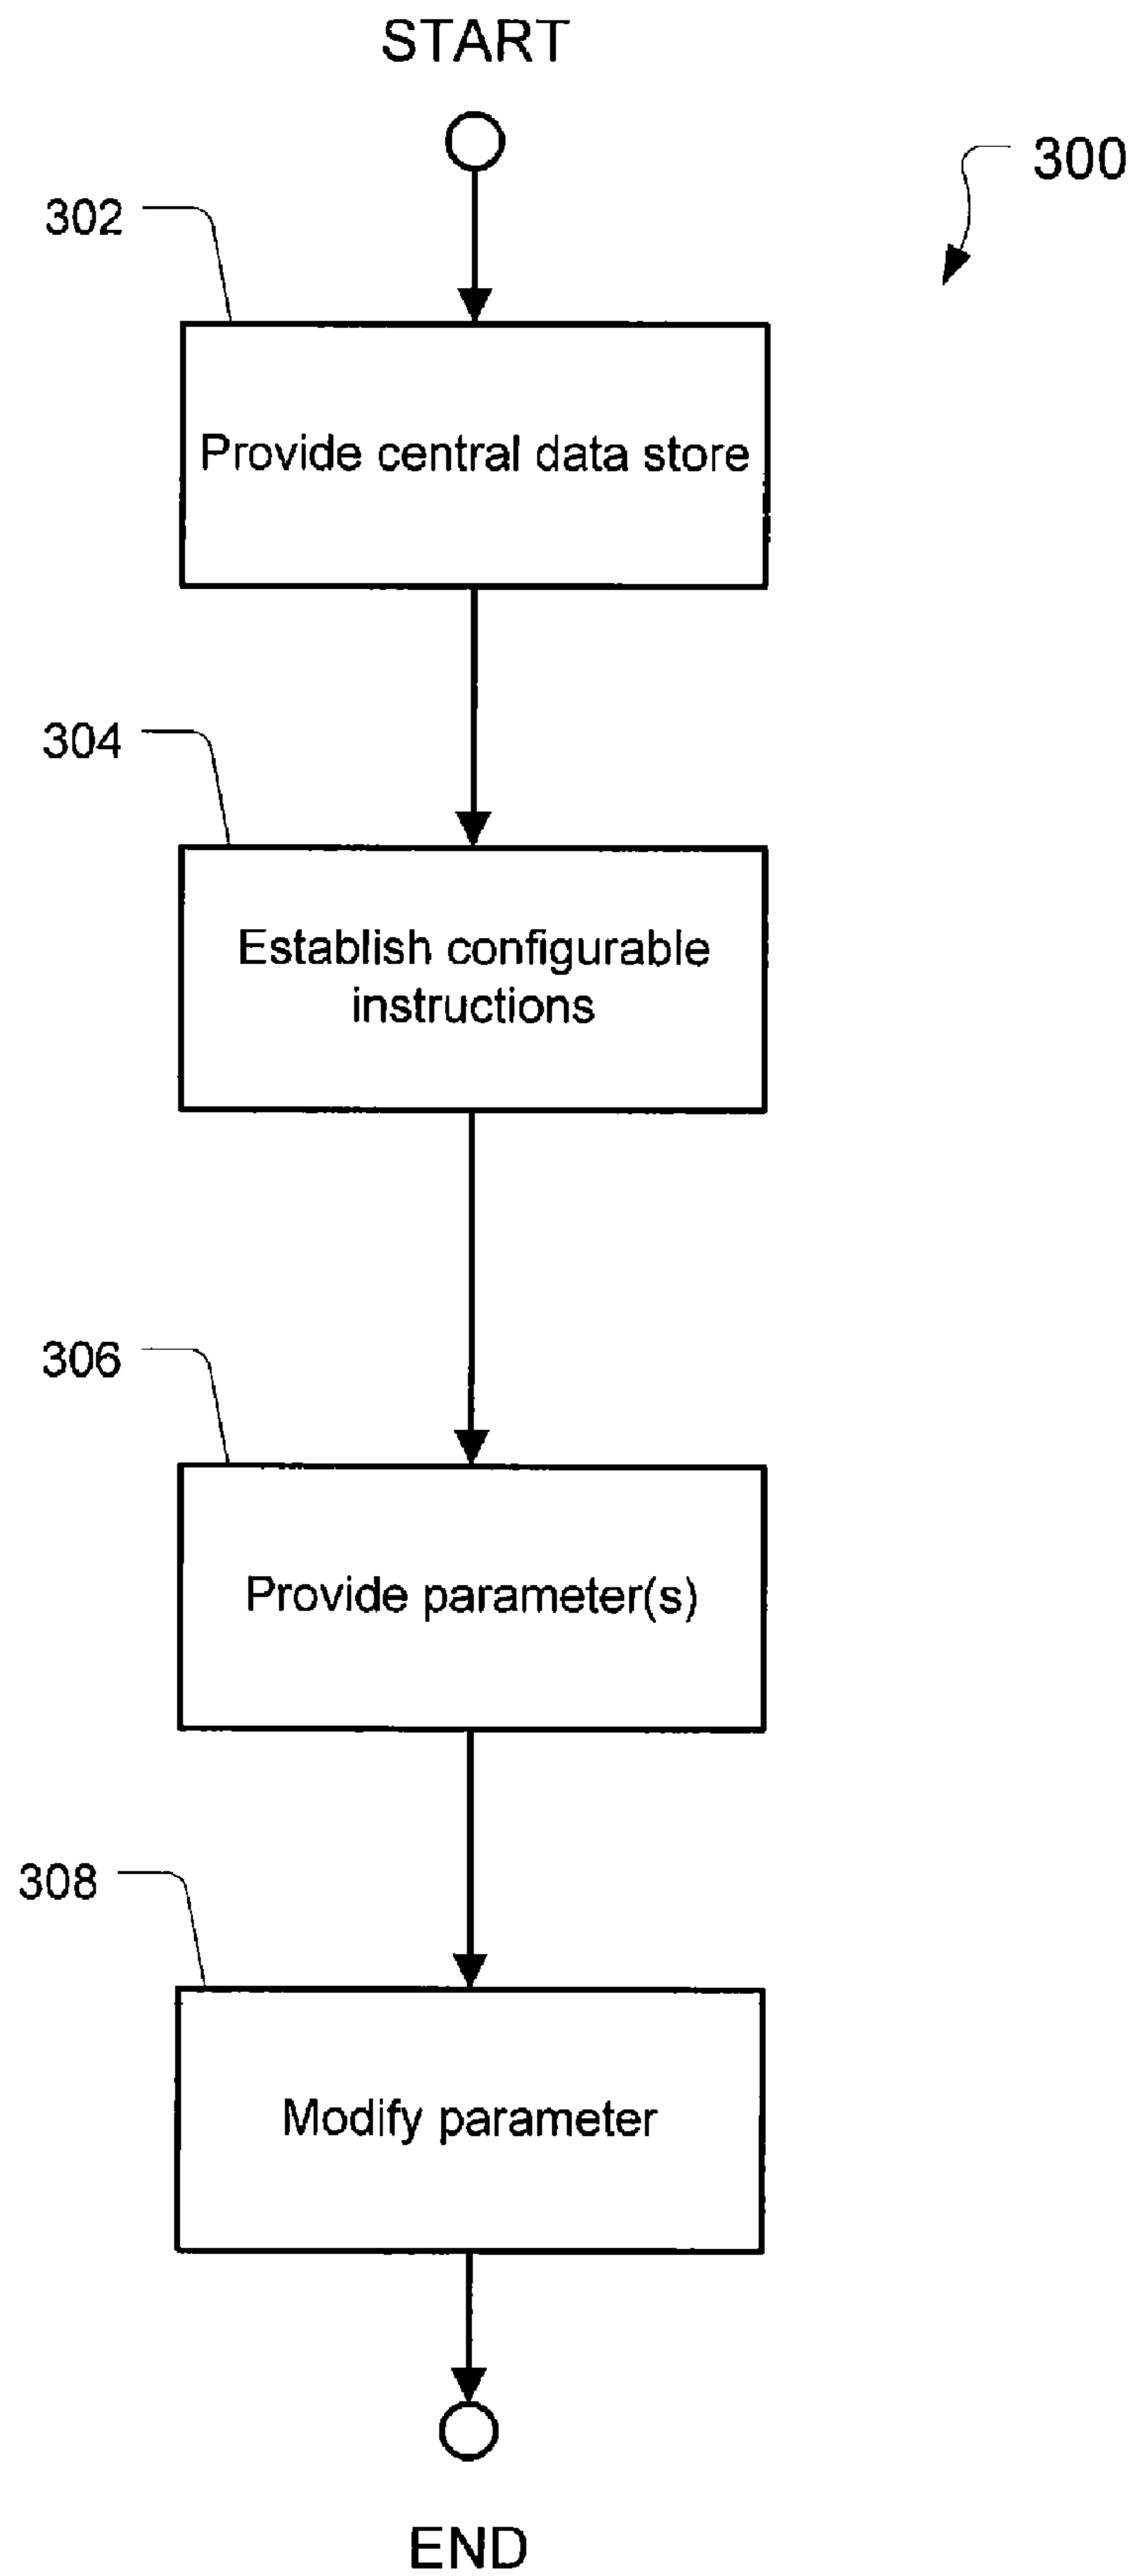 START
300
302
Provide central data store
304
Establish configurable
instructions
306
Provide parameter(s)
308
Modify parameter
END